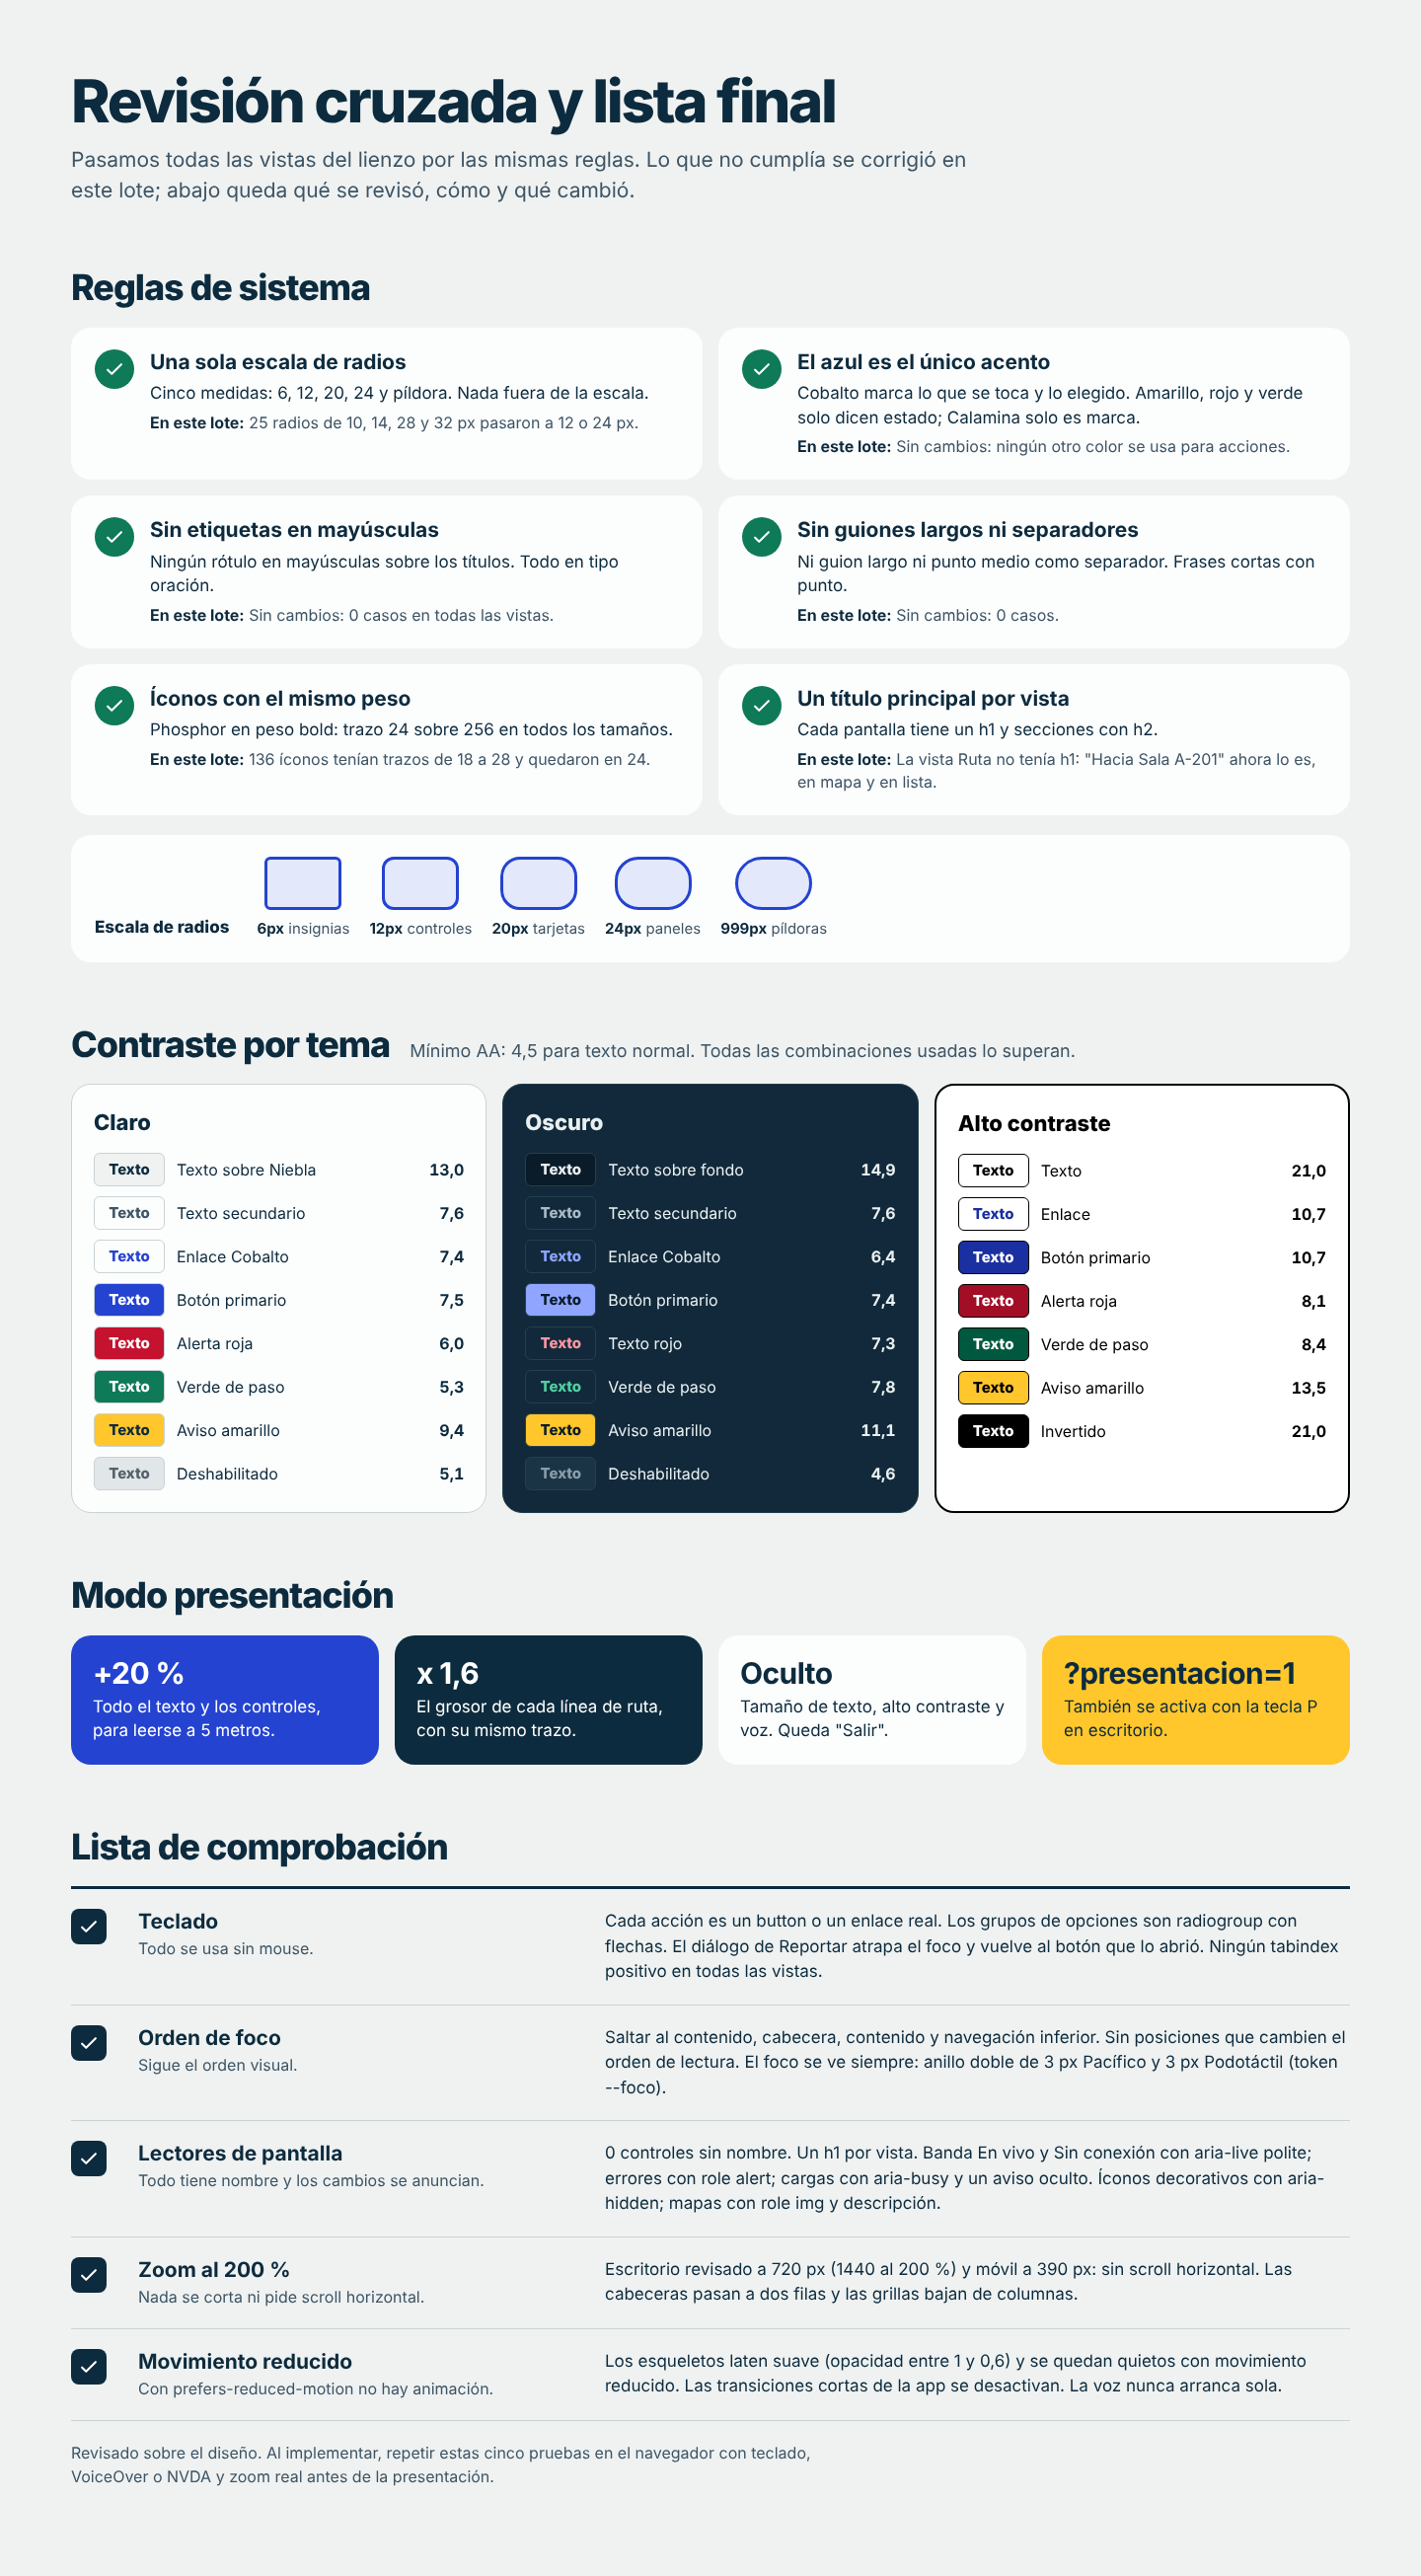 Revisión cruzada y lista final
Pasamos todas las vistas del lienzo por las mismas reglas. Lo que no cumplía se corrigió en
este lote; abajo queda qué se revisó, cómo y qué cambió.
Reglas de sistema
Una sola escala de radios
Cinco medidas: 6, 12, 20, 24 y píldora. Nada fuera de la escala.
En este lote: 25 radios de 10, 14, 28 y 32 px pasaron a 12 o 24 px.
El azul es el único acento
Cobalto marca lo que se toca y lo elegido. Amarillo, rojo y verde
solo dicen estado; Calamina solo es marca.
En este lote: Sin cambios: ningún otro color se usa para acciones.
Sin etiquetas en mayúsculas
Ningún rótulo en mayúsculas sobre los títulos. Todo en tipo
oración.
En este lote: Sin cambios: 0 casos en todas las vistas.
Sin guiones largos ni separadores
Ni guion largo ni punto medio como separador. Frases cortas con
punto.
En este lote: Sin cambios: 0 casos.
Íconos con el mismo peso
Phosphor en peso bold: trazo 24 sobre 256 en todos los tamaños.
En este lote: 136 íconos tenían trazos de 18 a 28 y quedaron en 24.
Un título principal por vista
Cada pantalla tiene un h1 y secciones con h2.
En este lote: La vista Ruta no tenía h1: "Hacia Sala A-201" ahora lo es,
en mapa y en lista.
Escala de radios
6px insignias
12px controles
20px tarjetas
24px paneles
999px píldoras
Contraste por tema
Mínimo AA: 4,5 para texto normal. Todas las combinaciones usadas lo superan.
Claro
Texto Texto sobre Niebla 13,0
Texto Texto secundario 7,6
Texto Enlace Cobalto 7,4
Texto Botón primario 7,5
Texto Alerta roja 6,0
Texto Verde de paso 5,3
Texto Aviso amarillo 9,4
Texto Deshabilitado 5,1
Oscuro
Texto Texto sobre fondo 14,9
Texto Texto secundario 7,6
Texto Enlace Cobalto 6,4
Texto Botón primario 7,4
Texto Texto rojo 7,3
Texto Verde de paso 7,8
Texto Aviso amarillo 11,1
Texto Deshabilitado 4,6
Alto contraste
Texto Texto 21,0
Texto Enlace 10,7
Texto Botón primario 10,7
Texto Alerta roja 8,1
Texto Verde de paso 8,4
Texto Aviso amarillo 13,5
Texto Invertido 21,0
Modo presentación
+20 %
Todo el texto y los controles,
para leerse a 5 metros.
x 1,6
El grosor de cada línea de ruta,
con su mismo trazo.
Oculto
Tamaño de texto, alto contraste y
voz. Queda "Salir".
?presentacion=1
También se activa con la tecla P
en escritorio.
Lista de comprobación
Teclado
Todo se usa sin mouse.
Cada acción es un button o un enlace real. Los grupos de opciones son radiogroup con
flechas. El diálogo de Reportar atrapa el foco y vuelve al botón que lo abrió. Ningún tabindex
positivo en todas las vistas.
Orden de foco
Sigue el orden visual.
Saltar al contenido, cabecera, contenido y navegación inferior. Sin posiciones que cambien el
orden de lectura. El foco se ve siempre: anillo doble de 3 px Pacífico y 3 px Podotáctil (token
--foco).
Lectores de pantalla
Todo tiene nombre y los cambios se anuncian.
0 controles sin nombre. Un h1 por vista. Banda En vivo y Sin conexión con aria-live polite;
errores con role alert; cargas con aria-busy y un aviso oculto. Íconos decorativos con aria-
hidden; mapas con role img y descripción.
Zoom al 200 %
Nada se corta ni pide scroll horizontal.
Escritorio revisado a 720 px (1440 al 200 %) y móvil a 390 px: sin scroll horizontal. Las
cabeceras pasan a dos filas y las grillas bajan de columnas.
Movimiento reducido
Con prefers-reduced-motion no hay animación.
Los esqueletos laten suave (opacidad entre 1 y 0,6) y se quedan quietos con movimiento
reducido. Las transiciones cortas de la app se desactivan. La voz nunca arranca sola.
Revisado sobre el diseño. Al implementar, repetir estas cinco pruebas en el navegador con teclado,
VoiceOver o NVDA y zoom real antes de la presentación.